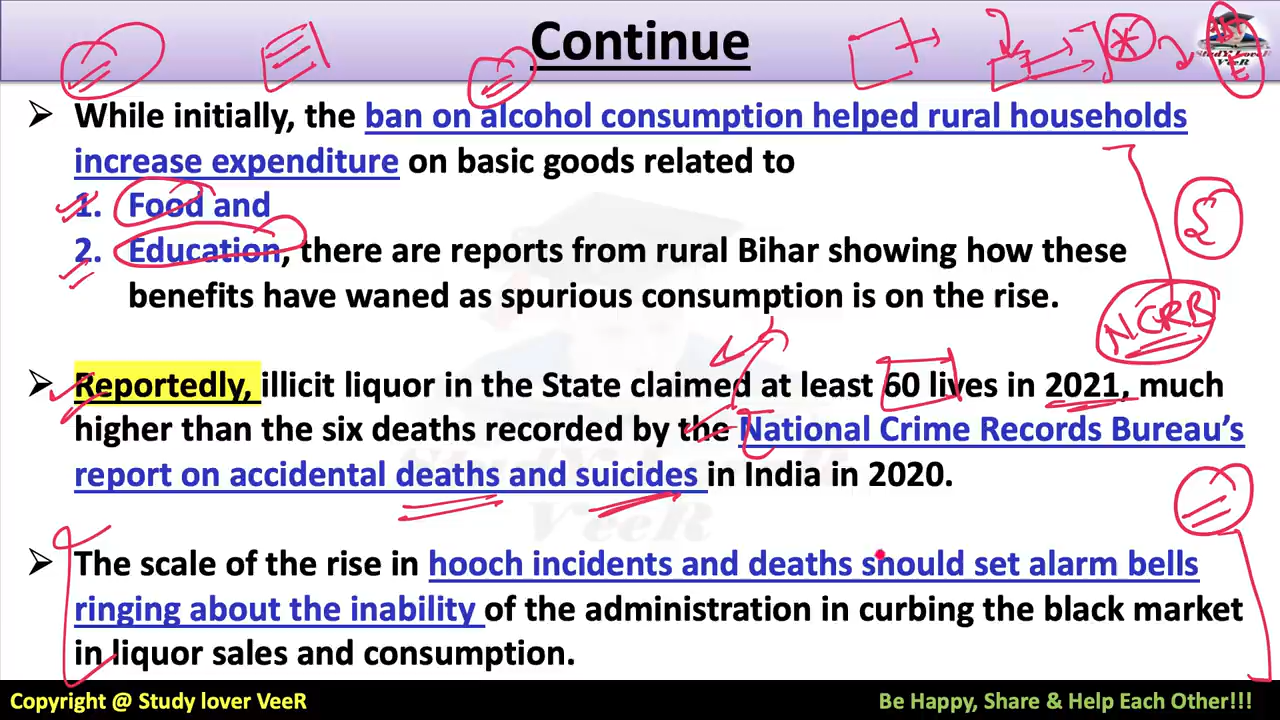 Continue
While initially, the ban on alcohol consumption helped rural households
increase expenditure on basic goods related to
1. Food and
2. Education, there are reports from rural Bihar showing how these
benefits have waned as spurious consumption is on the rise.
NCRB
Reportedly, illicit liquor in the State claimed at least 60 lives in 2021, much
higher than the six deaths recorded by the National Crime Records Bureau's
report on accidental deaths and suicides in India in 2020.
The scale of the rise in hooch incidents and deaths should set alarm bells
ringing about the inability of the administration in curbing the black market
in liquor sales and consumption.
Copyright @ Study lover VeeR
Be Happy, Share & Help Each Other!!!